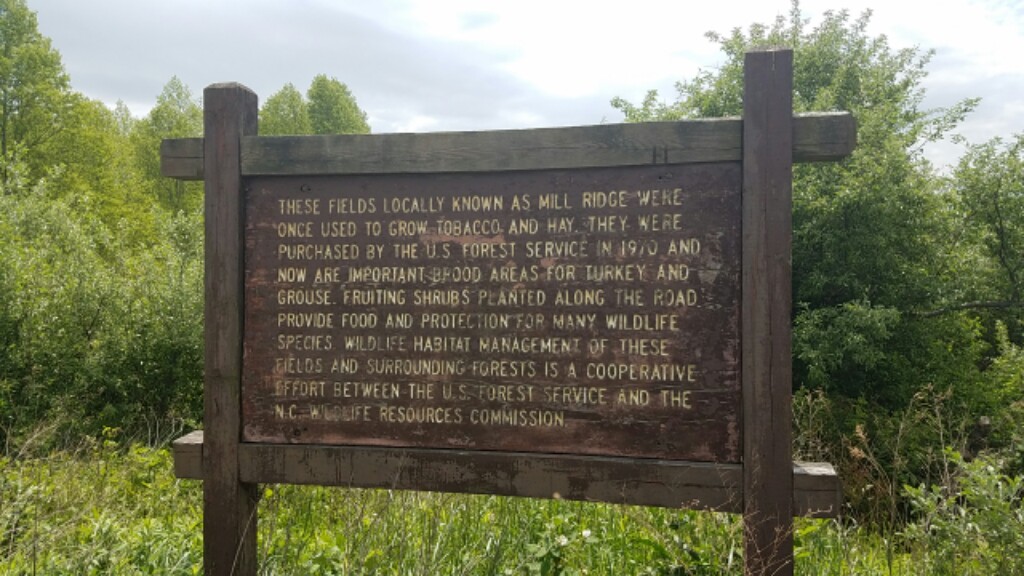 THESE FIELDS LOCALLY KNOWN AS MILL RIDGE WERE
ONCE USED TO GROW TOBACCO AND HAY. THEY WERE
PURCHASED BY THE U.S. FOREST SERVICE IN 1970 AND
NOW ARE IMPORTANT BROOD AREAS FOR TURKEY AND
GROUSE. FRUITING SHRUBS PLANTED ALONG THE ROAD
PROVIDE FOOD AND PROTECTION FOR MANY WILDLIFE
SPECIES. WILDLIFE HABITAT MANAGEMENT OF THESE
FIELDS AND SURROUNDING FORESTS IS A COOPERATIVE
EFFORT BETWEEN THE U.S. FOREST SERVICE AND THE
N.C. WILDLIFE RESOURCES COMMISSION